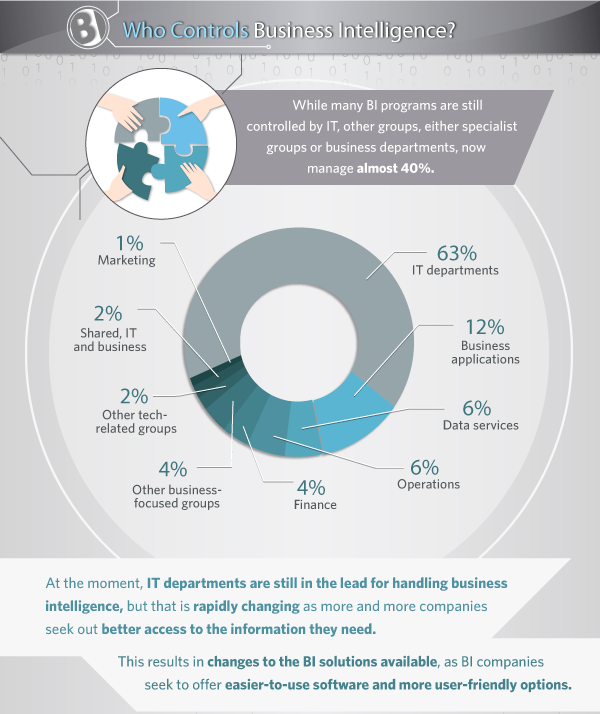 BI Who Controls Business Intelligence?
While many BI programs are still
controlled by IT, other groups, either specialist
groups or business departments, now
manage almost 40%.
1%
Marketing
63%
IT departments
2%
Shared, IT
and business
12%
Business
applications
2%
Other tech-
related groups
6%
Data services
4%
Other business-
focused groups
4%
Finance
6%
Operations
At the moment, IT departments are still in the lead for handling business
intelligence, but that is rapidly changing as more and more companies
seek out better access to the information they need.
This results in changes to the BI solutions available, as BI companies
seek to offer easier-to-use software and more user-friendly options.